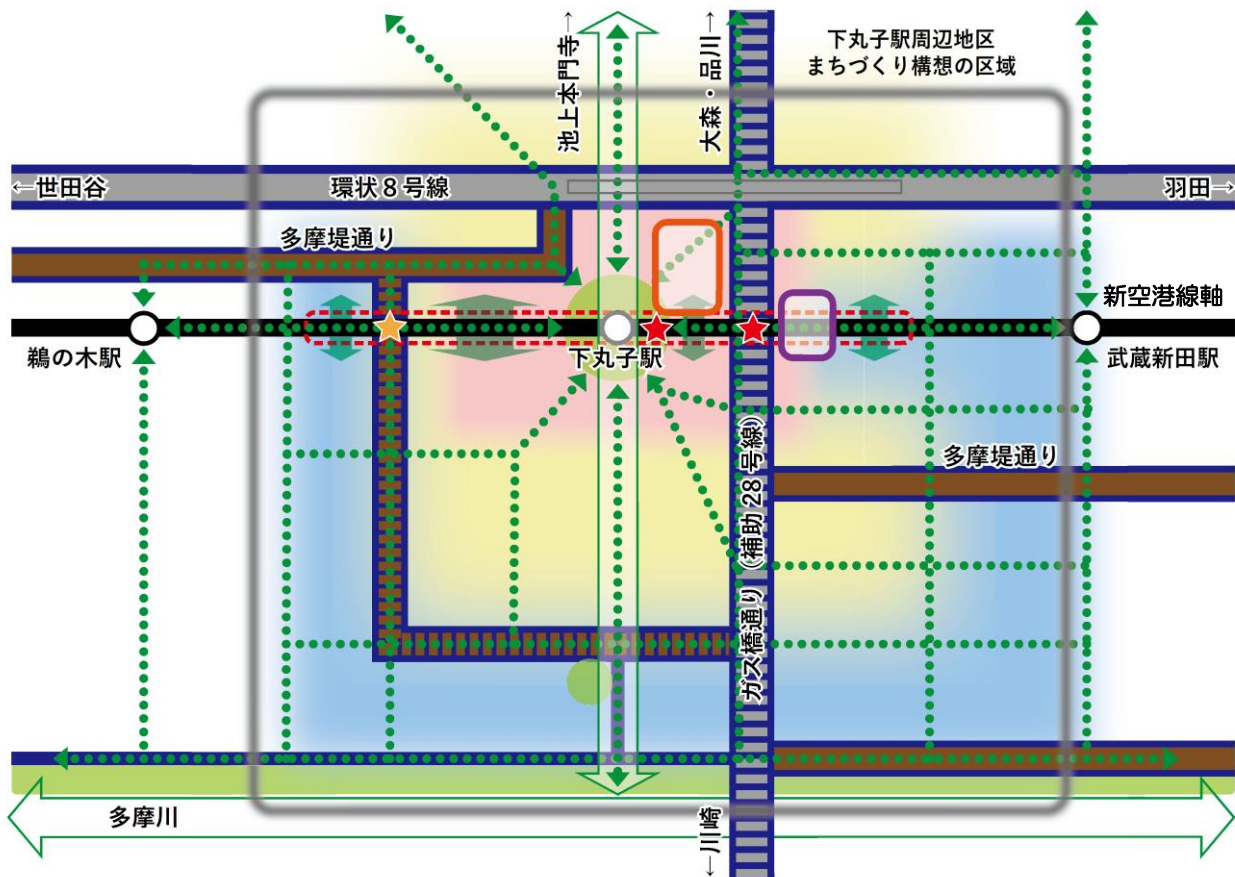 池上本門寺→
大森・品川→
下丸子駅周辺地区
まちづくり構想の区域
←世田谷
環状8号線
羽田→
多摩堤通り
新空港線軸
鵜の木駅
下丸子駅
武蔵新田駅
多摩堤通り
ガス橋通り（補助28号線）
多摩川
←川崎